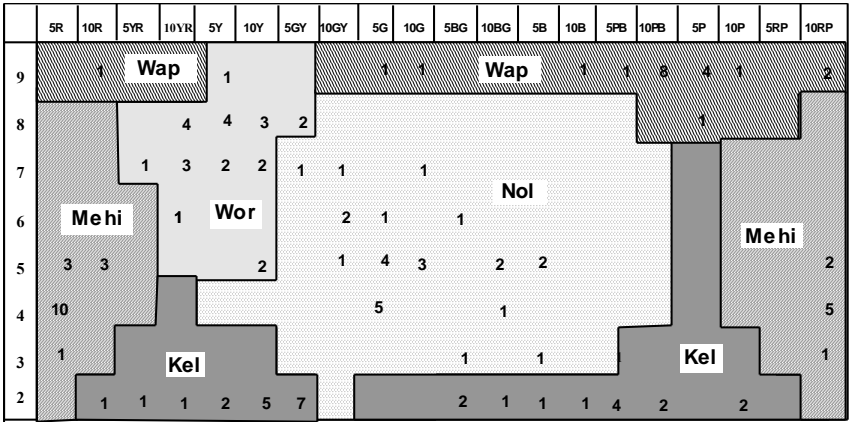 5R 10R 5YR 10YR 5Y 10Y 5GY 10GY 5G 10G 5BG 10BG 5B 10B 5PB 10PB 5P 10P 5RP 10RP
9 1 Wap 1 1 1 Wap 1 1 8 4 1 2
8 4 4 3 2 1
7 1 3 2 2 1 1 1
Nol
6 Mehi 1 Wor 2 1 1
Mehi
5 3 3 2 1 4 3 2 2 2
4 10 5 1 5
3 1 Kel 1 1 1 Kel 1
2 1 1 1 2 5 7 2 1 1 1 4 2 2